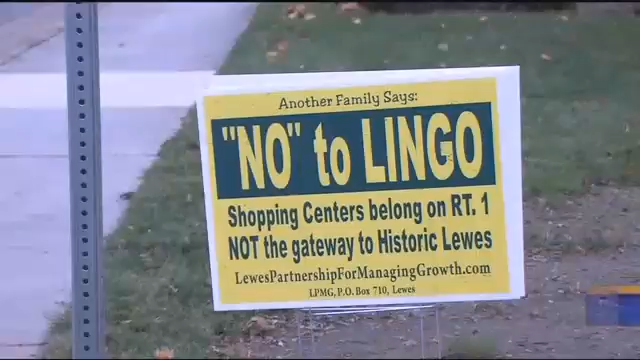 Another Family Says:
"NO" to LINGO
Shopping Centers belong on RT. 1
NOT the gateway to Historic Lewes
LewesPartnershipForManagingGrowth.com
LPMG, P.O. Box 710, Lewes